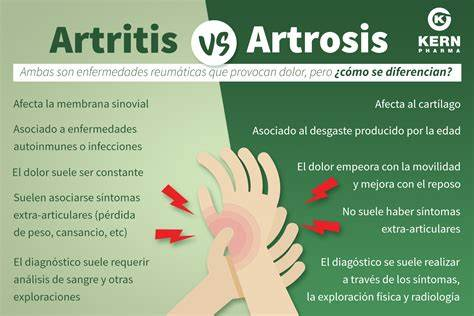 Artritis vs Artrosis
KERN
PHARMA
Ambas son enfermedades reumáticas que provocan dolor, pero ¿cómo se diferencian?
Afecta la membrana sinovial
Asociado a enfermedades
autoinmunes o infecciones
El dolor suele ser constante
Suelen asociarse síntomas
extra-articulares (pérdida
de peso, cansancio, etc)
El diagnóstico suele requerir
análisis de sangre y otras
exploraciones
Afecta al cartílago
Asociado al desgaste producido por la edad
El dolor empeora con la movilidad
y mejora con el reposo
No suele haber síntomas
extra-articulares
El diagnóstico se suele realizar
a través de los síntomas,
la exploración física y radiología